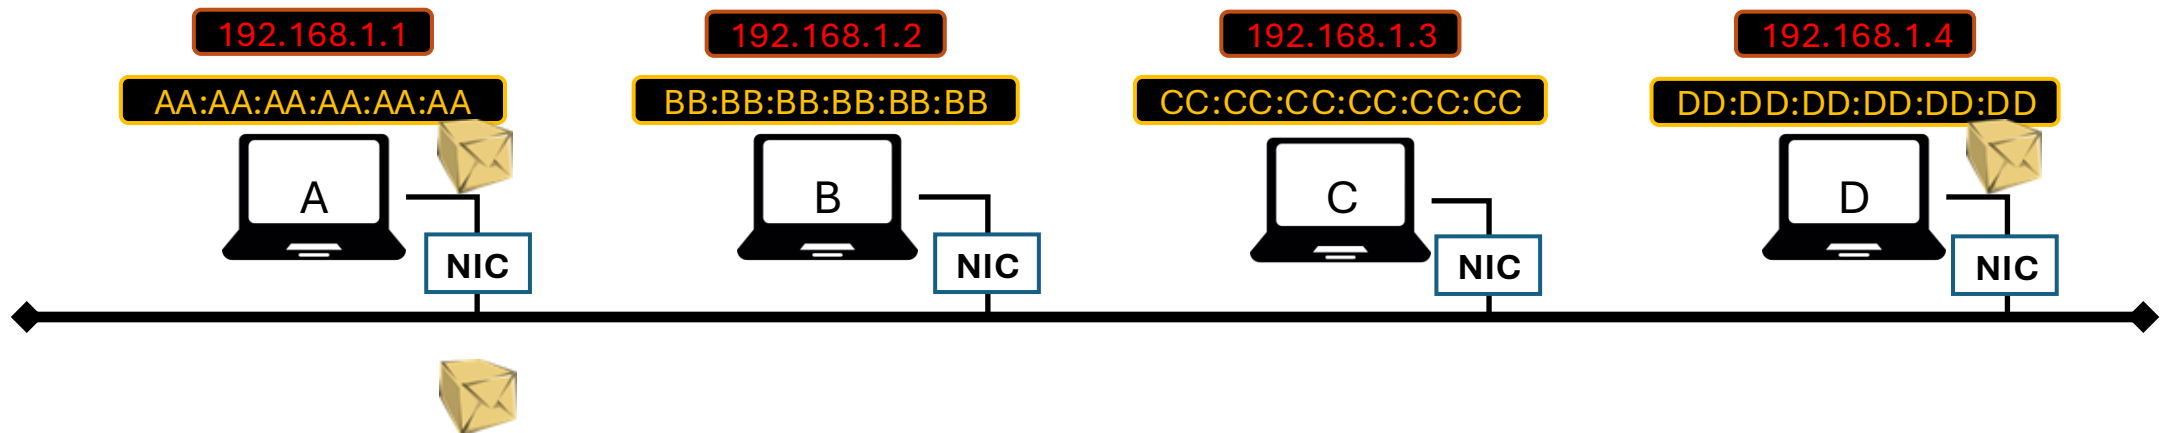 192.168.1.1
192.168.1.2
192.168.1.3
192.168.1.4
AA:AA:AA:AA:AA:AA
BB:BB:BB:BB:BB:BB
CC:CC:CC:CC:CC:CC
DD:DD:DD:DD:DD:DD
A
B
C
D
NIC
NIC
NIC
NIC